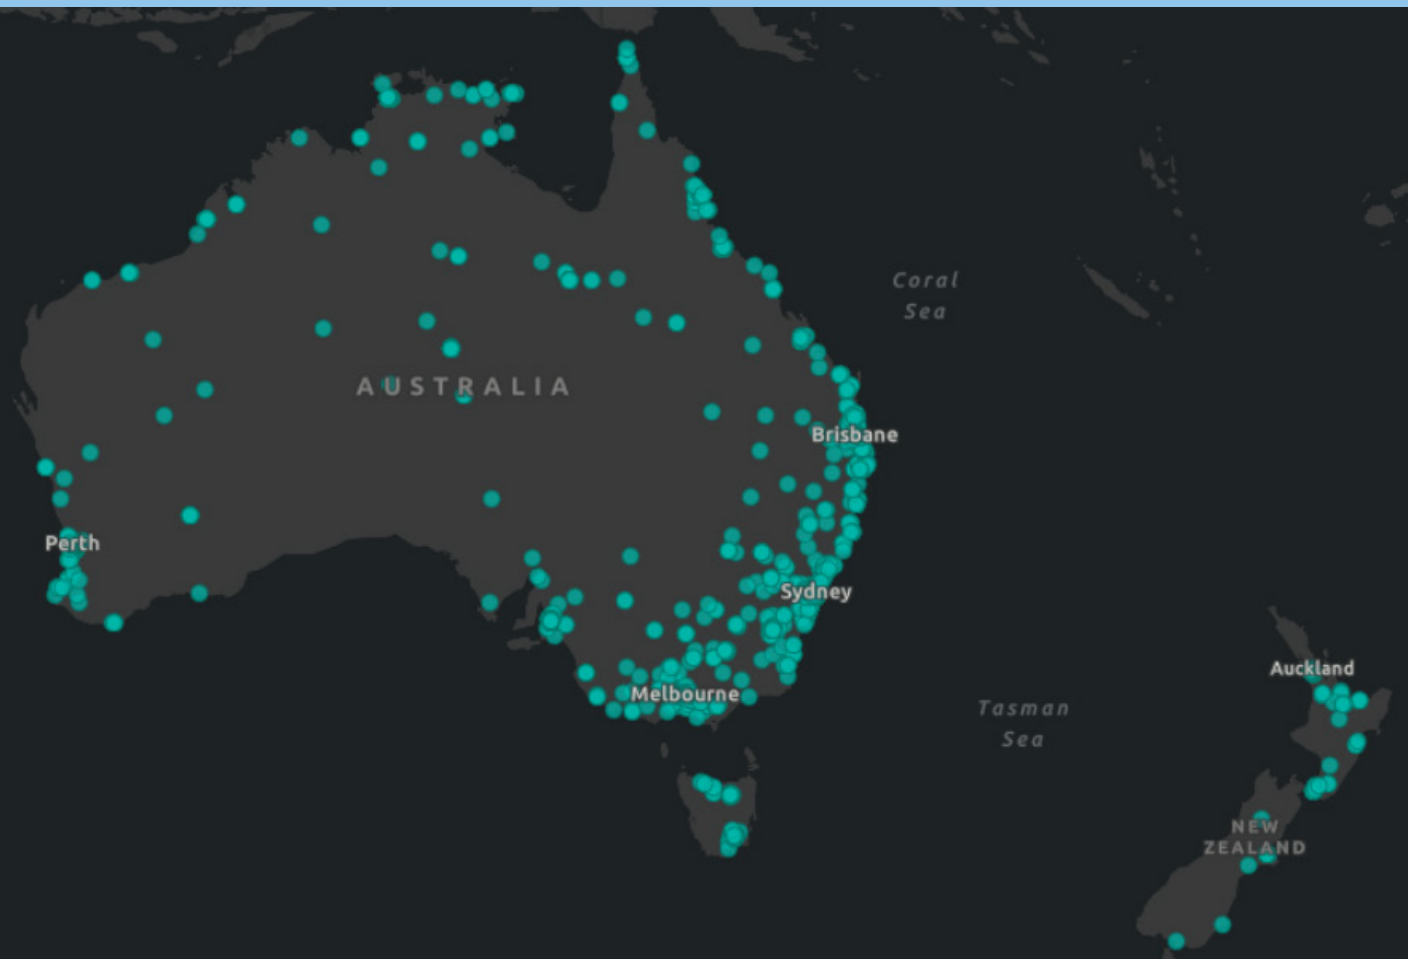 Coral
Sea
AUSTRALIA
Brisbane
Perth
Sydney
Auckland
Melbourne
Tasman
Sea
NEW
ZEALAND